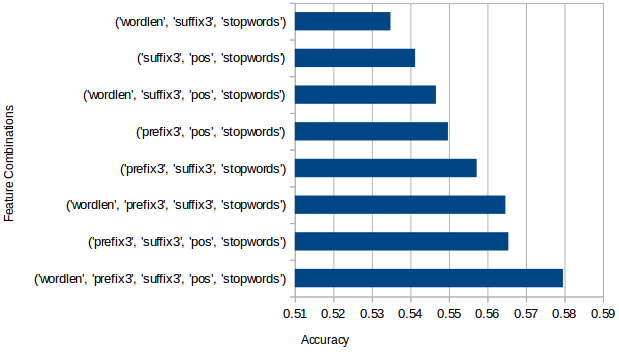 ('wordlen', 'suffix3', 'stopwords')
('suffix3', 'pos', 'stopwords')
('wordlen', 'suffix3', 'pos', 'stopwords')
('prefix3', 'pos', 'stopwords')
('prefix3', 'suffix3', 'stopwords')
('wordlen', 'prefix3', 'suffix3', 'stopwords')
('prefix3', 'suffix3', 'pos', 'stopwords')
('wordlen', 'prefix3', 'suffix3', 'pos', 'stopwords')
Feature Combinations
0.51 0.52 0.53 0.54 0.55 0.56 0.57 0.58 0.59
Accuracy